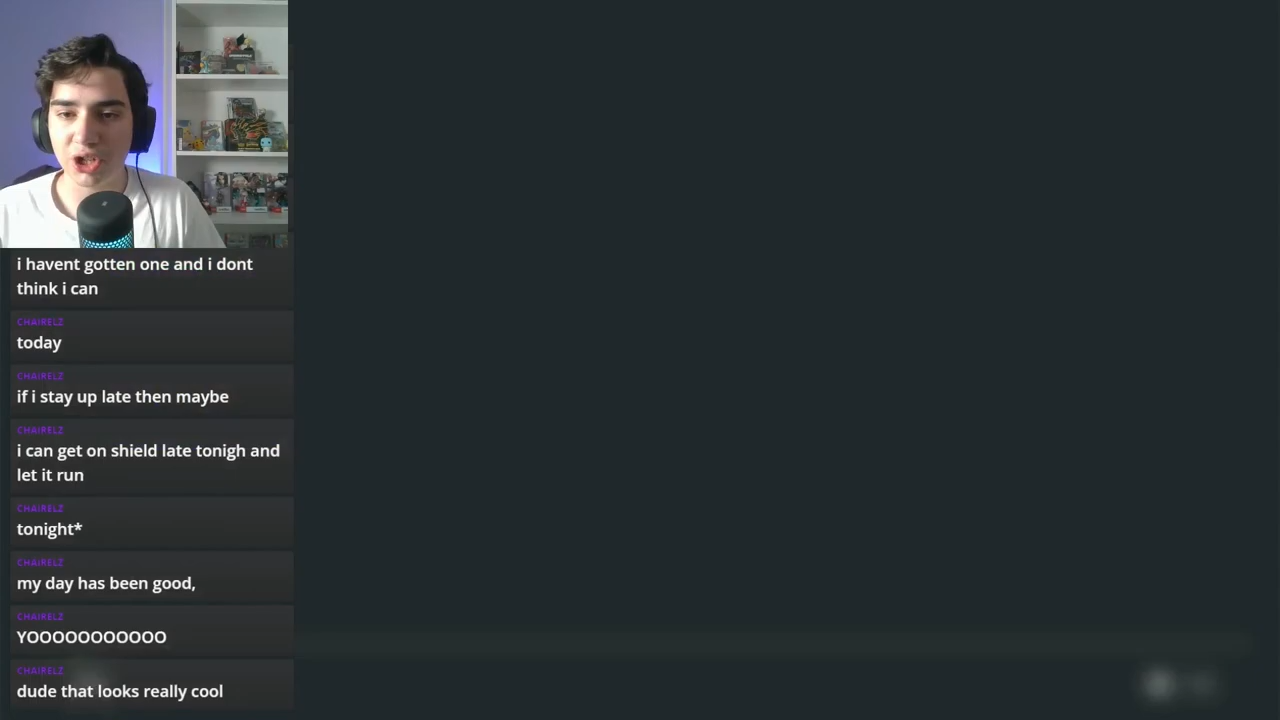 i havent gotten one and i dont
think i can
CHAIRELZ
today
CHAIRELZ
if i stay up late then maybe
CHAIRELZ
i can get on shield late tonigh and
let it run
CHAIRELZ
tonight*
CHAIRELZ
my day has been good,
CHAIRELZ
YOOOOOOOOOOO
CHAIRELZ
dude that looks really cool